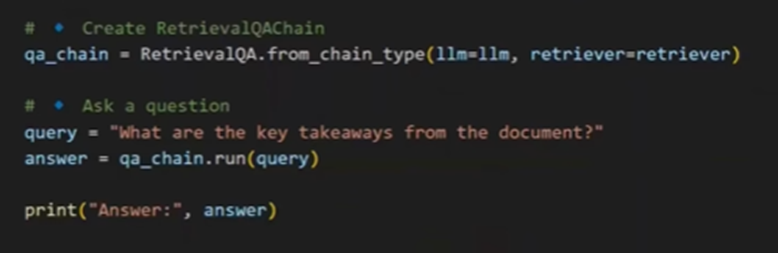 # 🔹 Create RetrievalQAChain
qa_chain = RetrievalQA.from_chain_type(llm=llm, retriever=retriever)
# 🔹 Ask a question
query = "What are the key takeaways from the document?"
answer = qa_chain.run(query)
print("Answer:", answer)